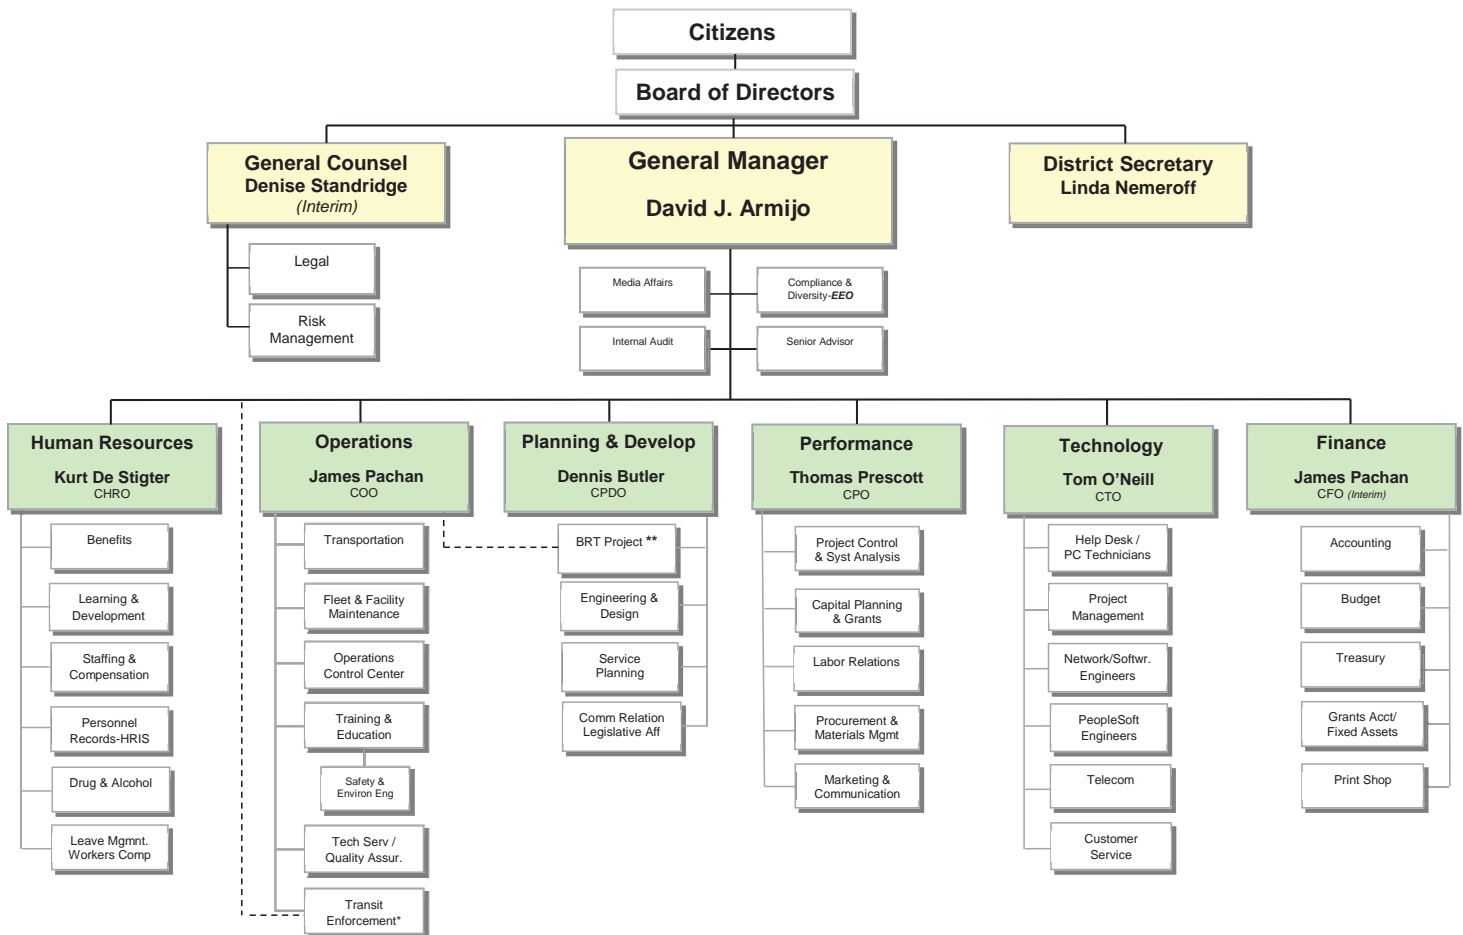 Citizens
Board of Directors
General Counsel
Denise Standridge
(Interim)
General Manager
David J. Armijo
District Secretary
Linda Nemeroff
Legal
Risk
Management
Media Affairs
Compliance &
Diversity-EEO
Internal Audit
Senior Advisor
Human Resources
Kurt De Stigter
CHRO
Benefits
Learning &
Development
Staffing &
Compensation
Personnel
Records-HRIS
Drug & Alcohol
Leave Mgmnt.
Workers Comp
Operations
James Pachan
COO
Transportation
Fleet & Facility
Maintenance
Operations
Control Center
Training &
Education
Safety &
Environ Eng
Tech Serv /
Quality Assur.
Transit
Enforcement*
Planning & Develop
Dennis Butler
CPDO
BRT Project **
Engineering &
Design
Service
Planning
Comm Relation
Legislative Aff
Performance
Thomas Prescott
CPO
Project Control
& Syst Analysis
Capital Planning
& Grants
Labor Relations
Procurement &
Materials Mgmt
Marketing &
Communication
Technology
Tom O’Neill
CTO
Help Desk /
PC Technicians
Project
Management
Network/Softwr.
Engineers
PeopleSoft
Engineers
Telecom
Customer
Service
Finance
James Pachan
CFO (Interim)
Accounting
Budget
Treasury
Grants Acct/
Fixed Assets
Print Shop